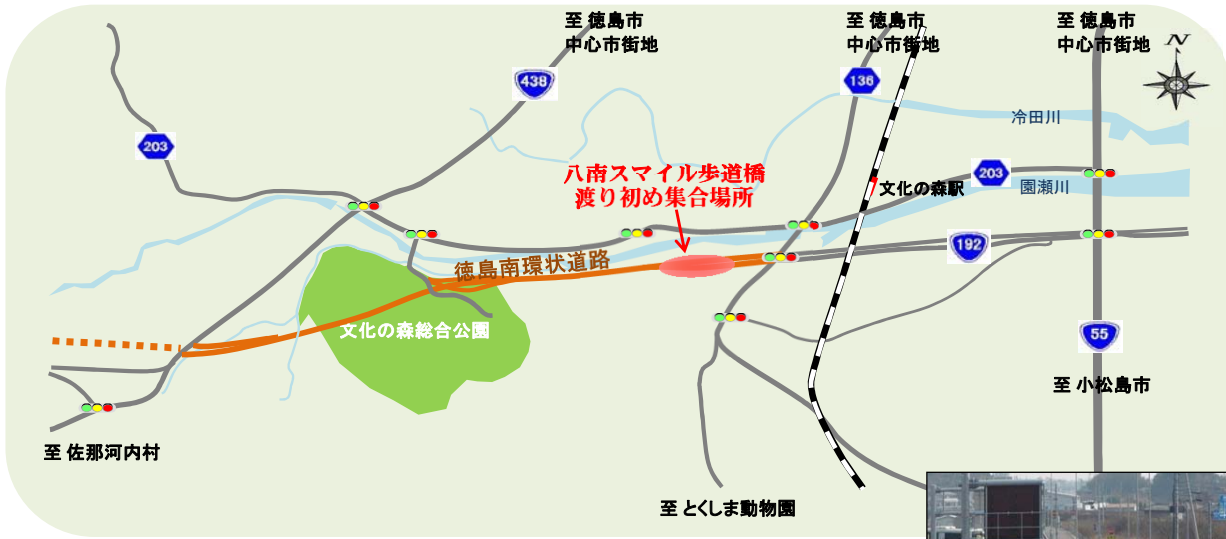 至 徳島市
中心市街地
至 徳島市
中心市街地
至 徳島市
中心市街地
N
438
136
203
冷田川
八南スマイル歩道橋
渡り初め集合場所
203
文化の森駅
園瀬川
192
徳島南環状道路
文化の森総合公園
55
至 小松島市
至 佐那河内村
至 とくしま動物園